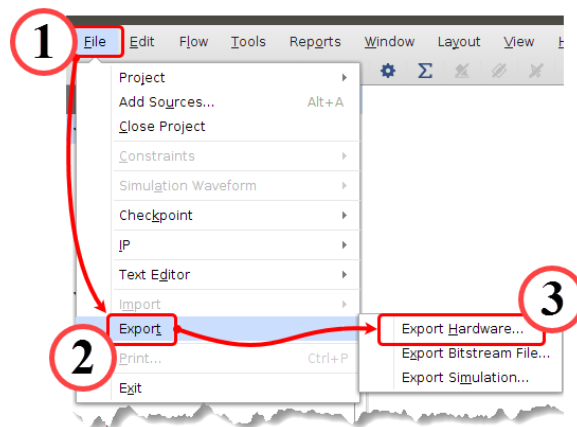 1
File Edit Flow Tools Reports Window Layout View
Project
Add Sources... Alt+A
Close Project
Constraints
Simulation Waveform
Checkpoint
IP
Text Editor
Import
3
Export Export Hardware...
2
Print... Ctrl+P Export Bitstream File...
Export Simulation...
Exit